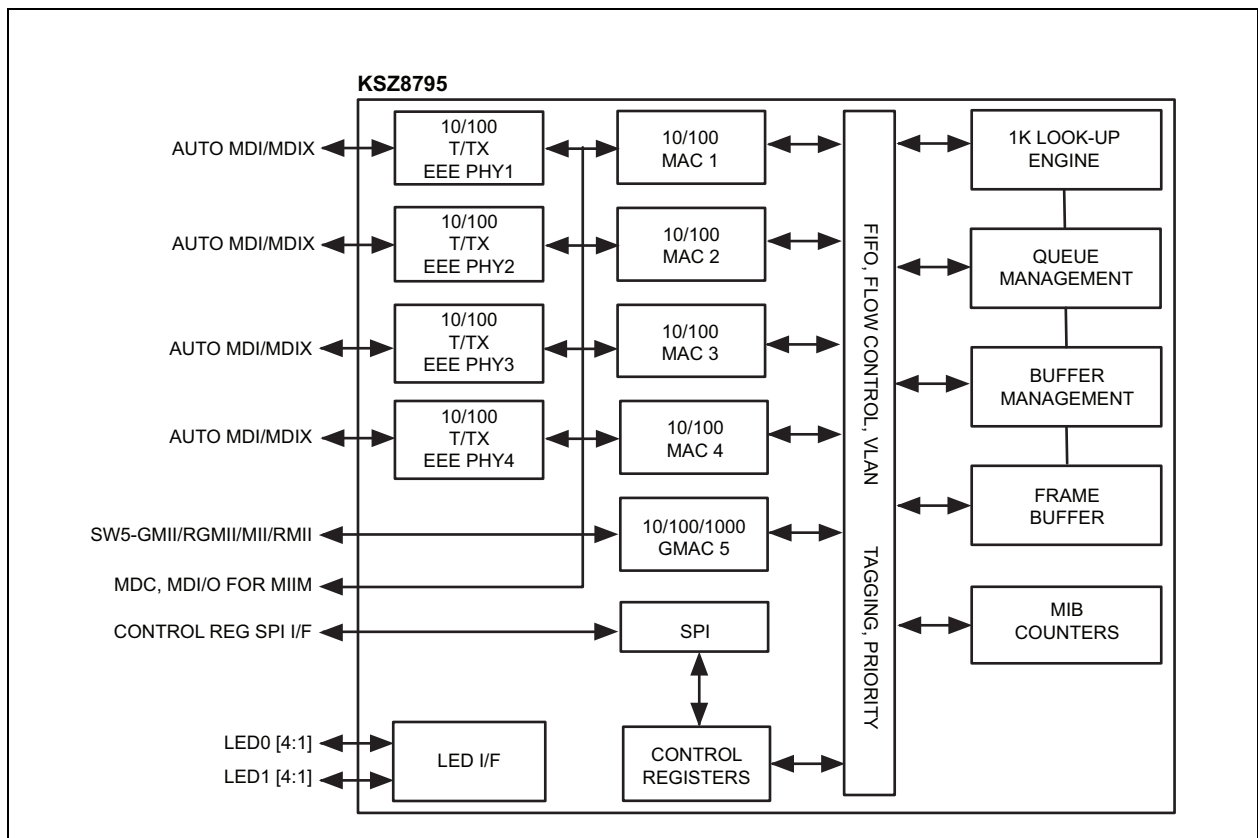 KSZ8795
AUTO MDI/MDIX
10/100
T/TX
EEE PHY1
10/100
MAC 1
1K LOOK-UP
ENGINE
AUTO MDI/MDIX
10/100
T/TX
EEE PHY2
10/100
MAC 2
QUEUE
MANAGEMENT
AUTO MDI/MDIX
10/100
T/TX
EEE PHY3
10/100
MAC 3
BUFFER
MANAGEMENT
AUTO MDI/MDIX
10/100
T/TX
EEE PHY4
10/100
MAC 4
FRAME
BUFFER
SW5-GMII/RGMII/MII/RMII
10/100/1000
GMAC 5
MDC, MDI/O FOR MIIM
CONTROL REG SPI I/F
SPI
MIB
COUNTERS
FIFO, FLOW CONTROL, VLAN TAGGING, PRIORITY
LED0 [4:1]
LED1 [4:1]
LED I/F
CONTROL
REGISTERS